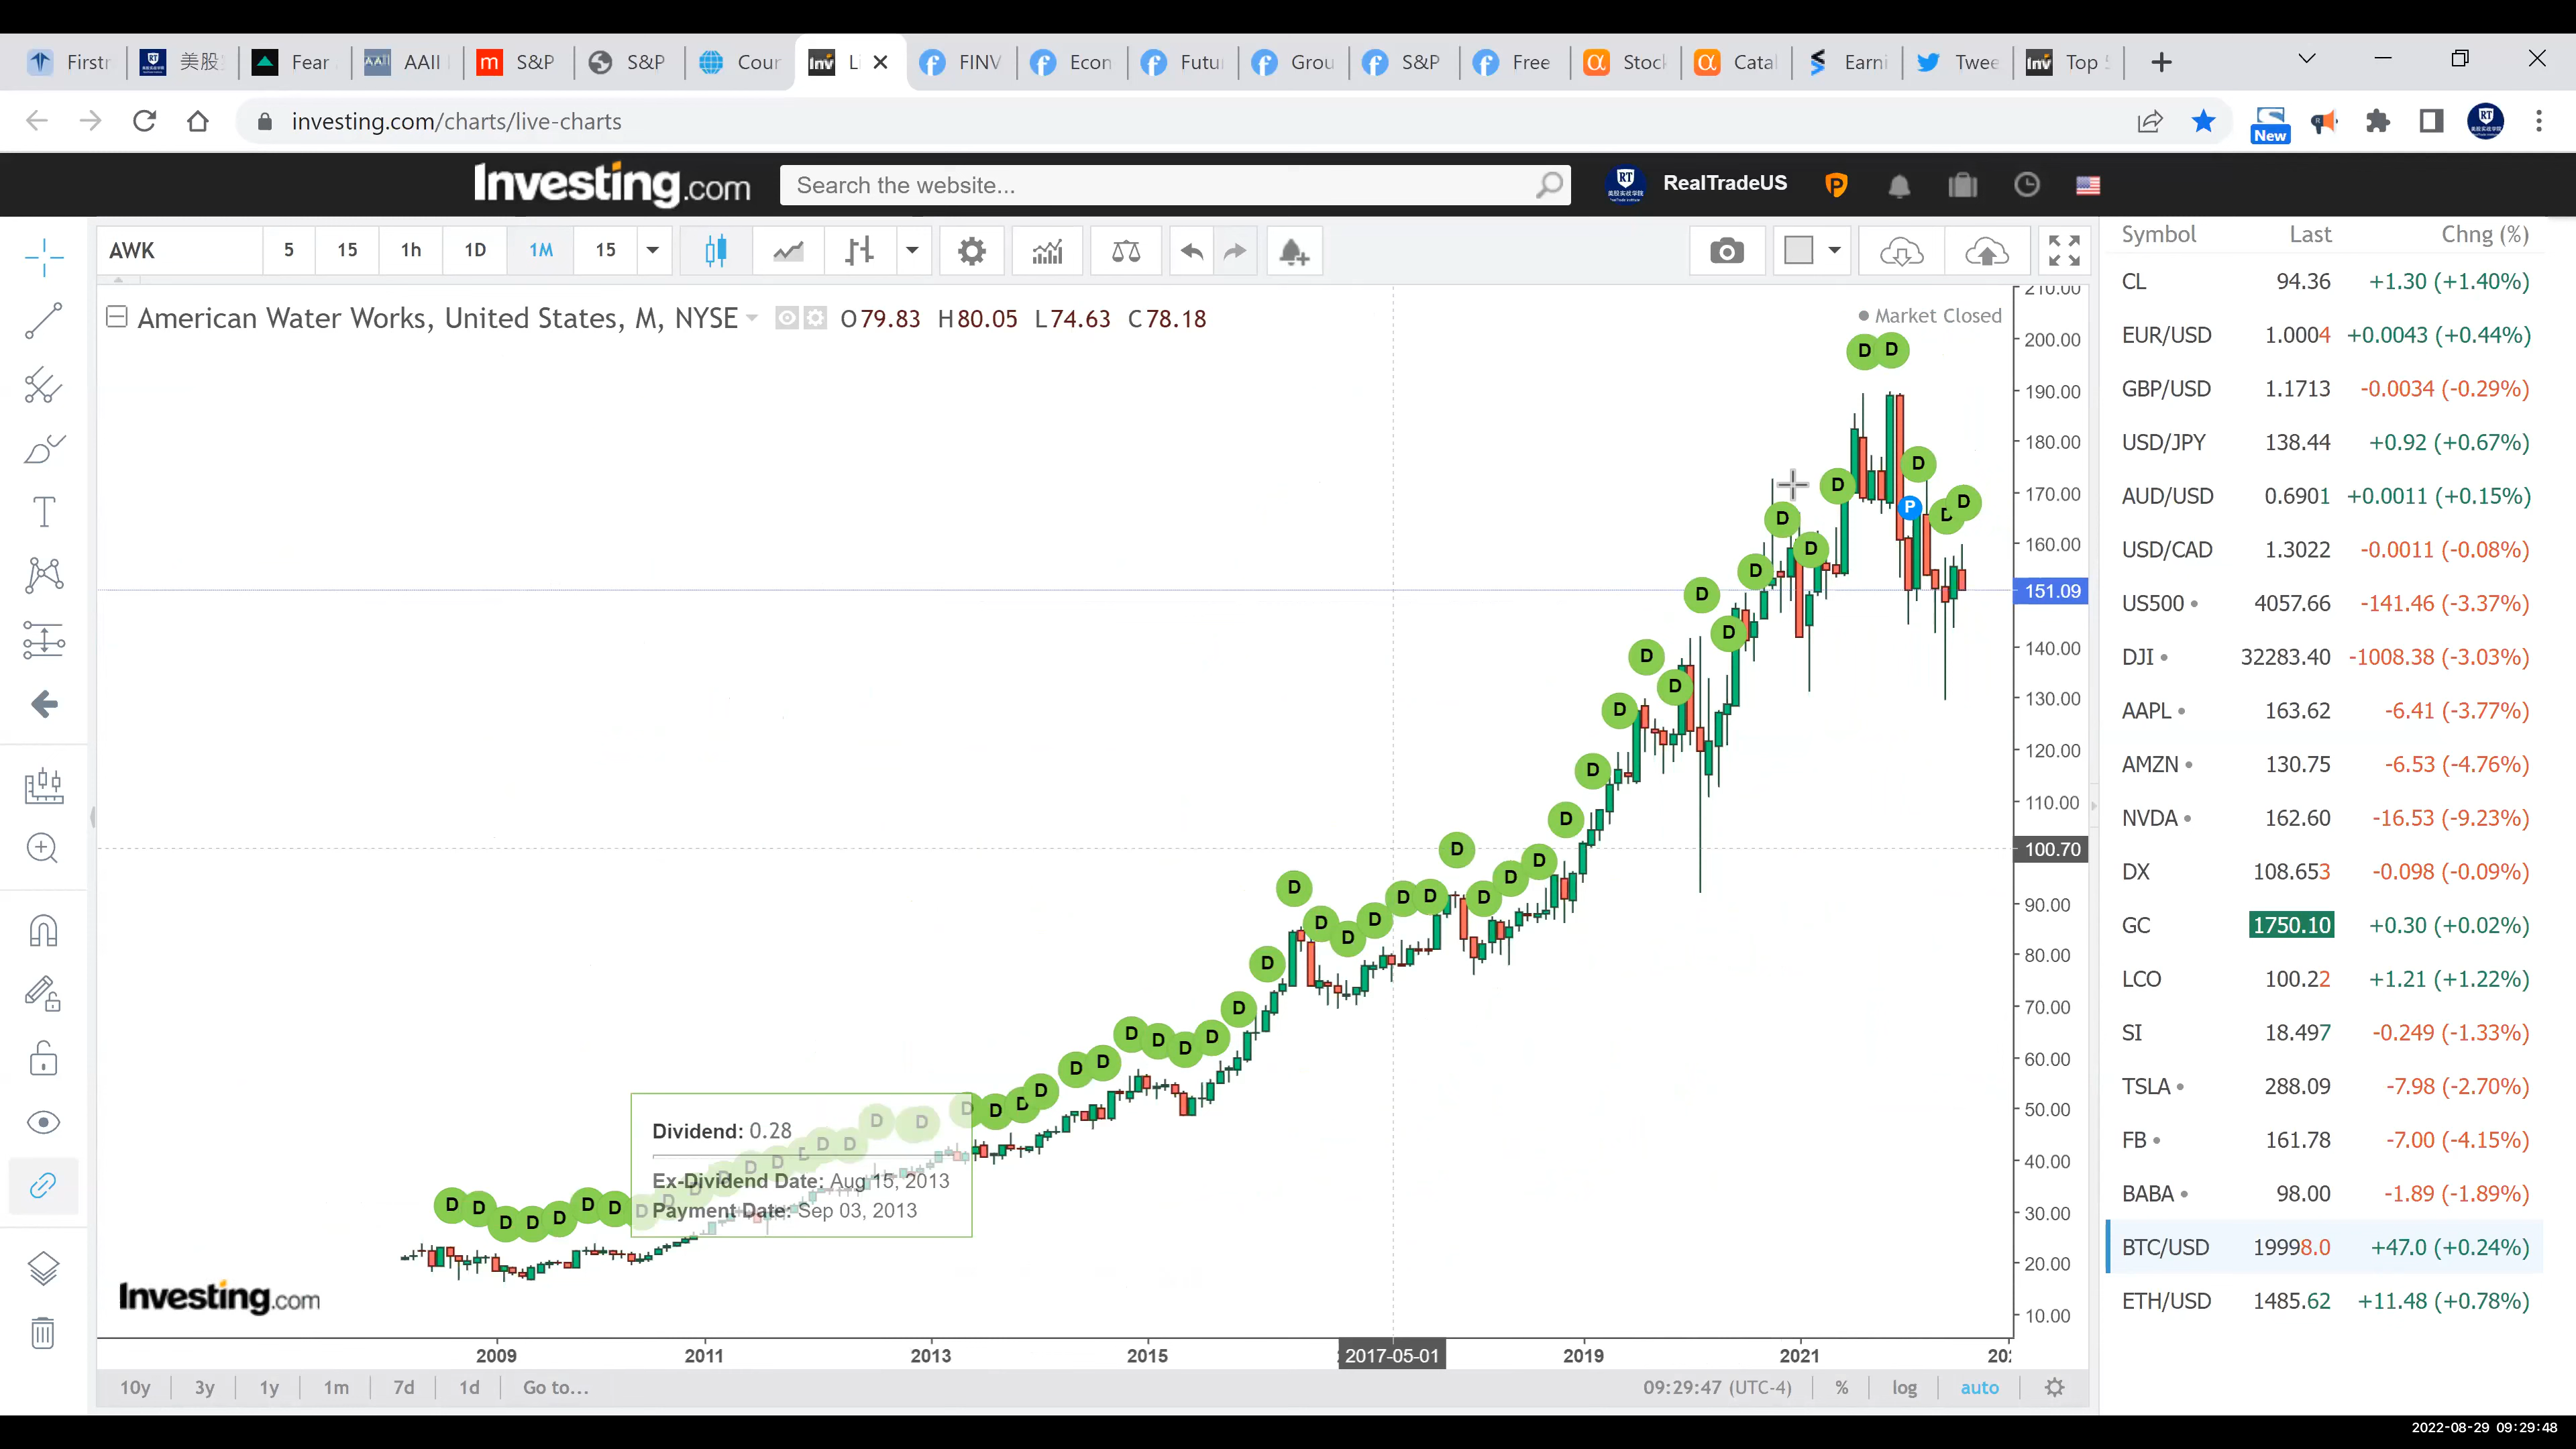 Firstr 美股 Fear AAII S&P S&P Cour Li FINV Econ Futu Grou S&P Free Stock Catal Earni Twee Top 5
investing.com/charts/live-charts
New
Investing.com Search the website... RealTradeUS
AWK 5 15 1h 1D 1M 15
Symbol Last Chng (%)
American Water Works, United States, M, NYSE O79.83 H80.05 L74.63 C78.18
Market Closed
CL 94.36 +1.30 (+1.40%)
EUR/USD 1.0004 +0.0043 (+0.44%)
GBP/USD 1.1713 -0.0034 (-0.29%)
USD/JPY 138.44 +0.92 (+0.67%)
AUD/USD 0.6901 +0.0011 (+0.15%)
USD/CAD 1.3022 -0.0011 (-0.08%)
US500 4057.66 -141.46 (-3.37%)
DJI 32283.40 -1008.38 (-3.03%)
AAPL 163.62 -6.41 (-3.77%)
AMZN 130.75 -6.53 (-4.76%)
NVDA 162.60 -16.53 (-9.23%)
DX 108.653 -0.098 (-0.09%)
GC 1750.10 +0.30 (+0.02%)
LCO 100.22 +1.21 (+1.22%)
SI 18.497 -0.249 (-1.33%)
TSLA 288.09 -7.98 (-2.70%)
FB 161.78 -7.00 (-4.15%)
BABA 98.00 -1.89 (-1.89%)
BTC/USD 19998.0 +47.0 (+0.24%)
ETH/USD 1485.62 +11.48 (+0.78%)
210.00
200.00
190.00
180.00
170.00
160.00
151.09
140.00
130.00
120.00
110.00
100.70
90.00
80.00
70.00
60.00
50.00
40.00
30.00
20.00
10.00
Dividend: 0.28
Ex-Dividend Date: Aug 15, 2013
Payment Date: Sep 03, 2013
Investing.com
2009 2011 2013 2015 2017-05-01 2019 2021 202
10y 3y 1y 1m 7d 1d Go to... 09:29:47 (UTC-4) % log auto
2022-08-29 09:29:48